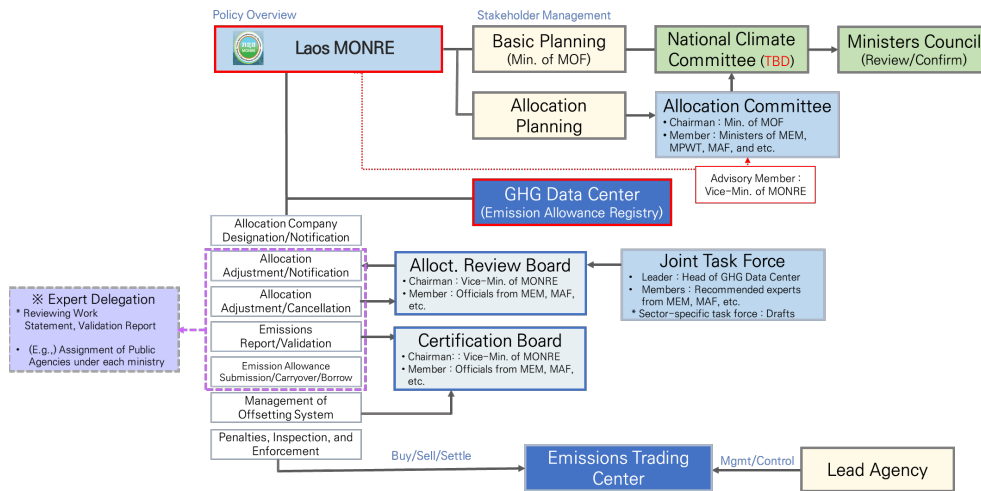 Policy Overview
Stakeholder Management
Laos MONRE
Basic Planning
(Min. of MOF)
National Climate
Committee (TBD)
Ministers Council
(Review/Confirm)
Allocation
Planning
Allocation Committee
• Chairman : Min. of MOF
• Member : Ministers of MEM,
MPWT, MAF, and etc.
Advisory Member :
Vice-Min. of MONRE
GHG Data Center
(Emission Allowance Registry)
Allocation Company
Designation/Notification
Allocation
Adjustment/Notification
Allocation
Adjustment/Cancellation
Emissions
Report/Validation
Emission Allowance
Submission/Carryover/Borrow
Management of
Offsetting System
Penalties, Inspection, and
Enforcement
Alloct. Review Board
• Chairman : Vice-Min. of MONRE
• Member : Officials from MEM, MAF,
etc.
Joint Task Force
• Leader : Head of GHG Data Center
• Members : Recommended experts
from MEM, MAF, etc.
* Sector-specific task force : Drafts
※ Expert Delegation
* Reviewing Work
Statement, Validation Report
• (E.g.,) Assignment of Public
Agencies under each ministry
Certification Board
• Chairman: : Vice-Min. of MONRE
• Member : Officials from MEM, MAF,
etc.
Buy/Sell/Settle
Emissions Trading
Center
Mgmt/Control
Lead Agency